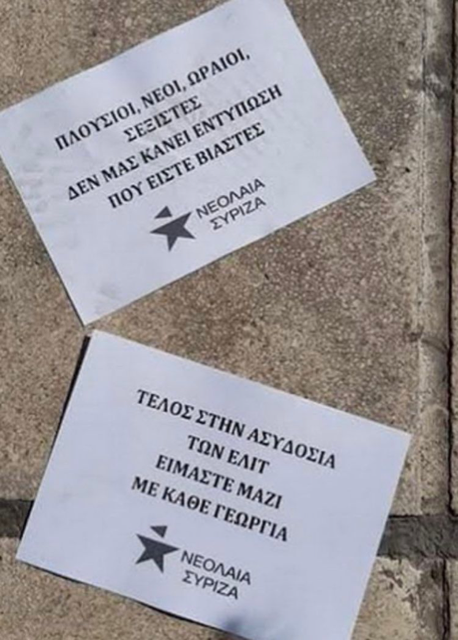 ΠΛΟΥΣΙΟΙ, ΝΕΟΙ, ΩΡΑΙΟΙ,
ΣΕΞΙΣΤΕΣ
ΔΕΝ ΜΑΣ ΚΑΝΕΙ ΕΝΤΥΠΩΣΗ
ΠΟΥ ΕΙΣΤΕ ΒΙΑΣΤΕΣ
ΝΕΟΛΑΙΑ
ΣΥΡΙΖΑ
ΤΕΛΟΣ ΣΤΗΝ ΑΣΥΔΟΣΙΑ
ΤΩΝ ΕΛΙΤ
ΕΙΜΑΣΤΕ ΜΑΖΙ
ΜΕ ΚΑΘΕ ΓΕΩΡΓΙΑ
ΝΕΟΛΑΙΑ
ΣΥΡΙΖΑ